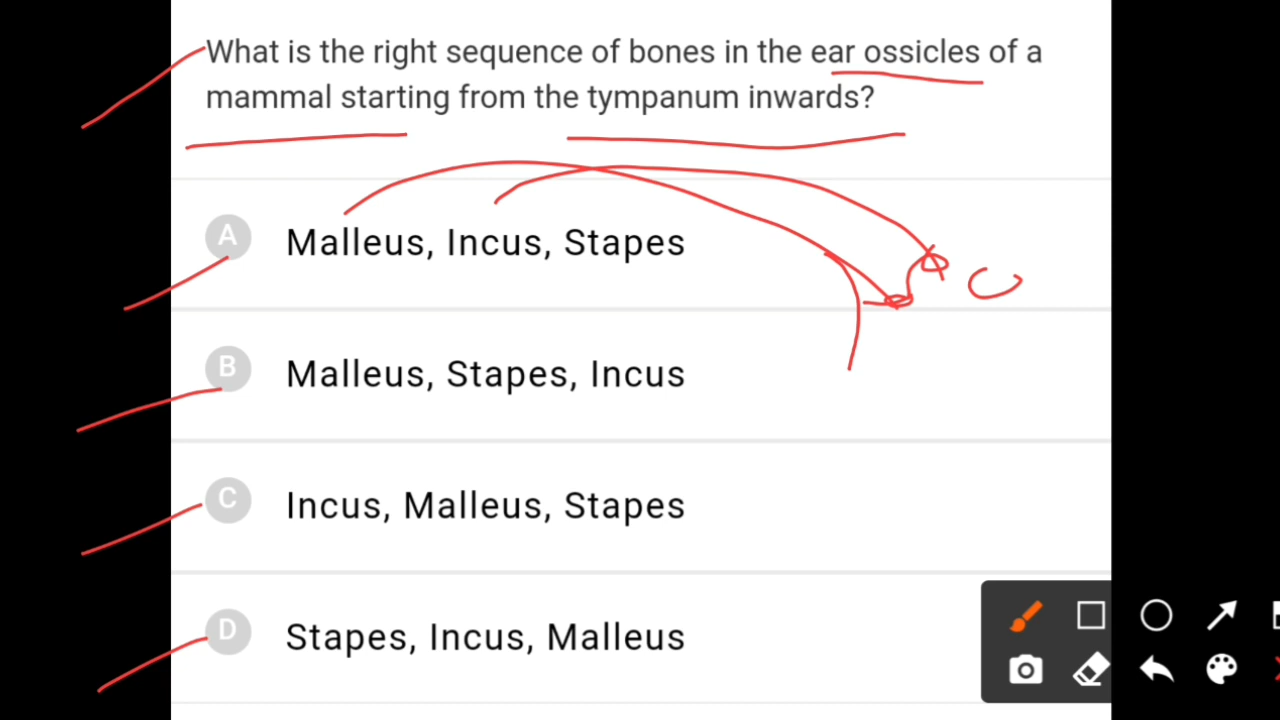 What is the right sequence of bones in the ear ossicles of a
mammal starting from the tympanum inwards?
A Malleus, Incus, Stapes
B Malleus, Stapes, Incus
C Incus, Malleus, Stapes
D Stapes, Incus, Malleus